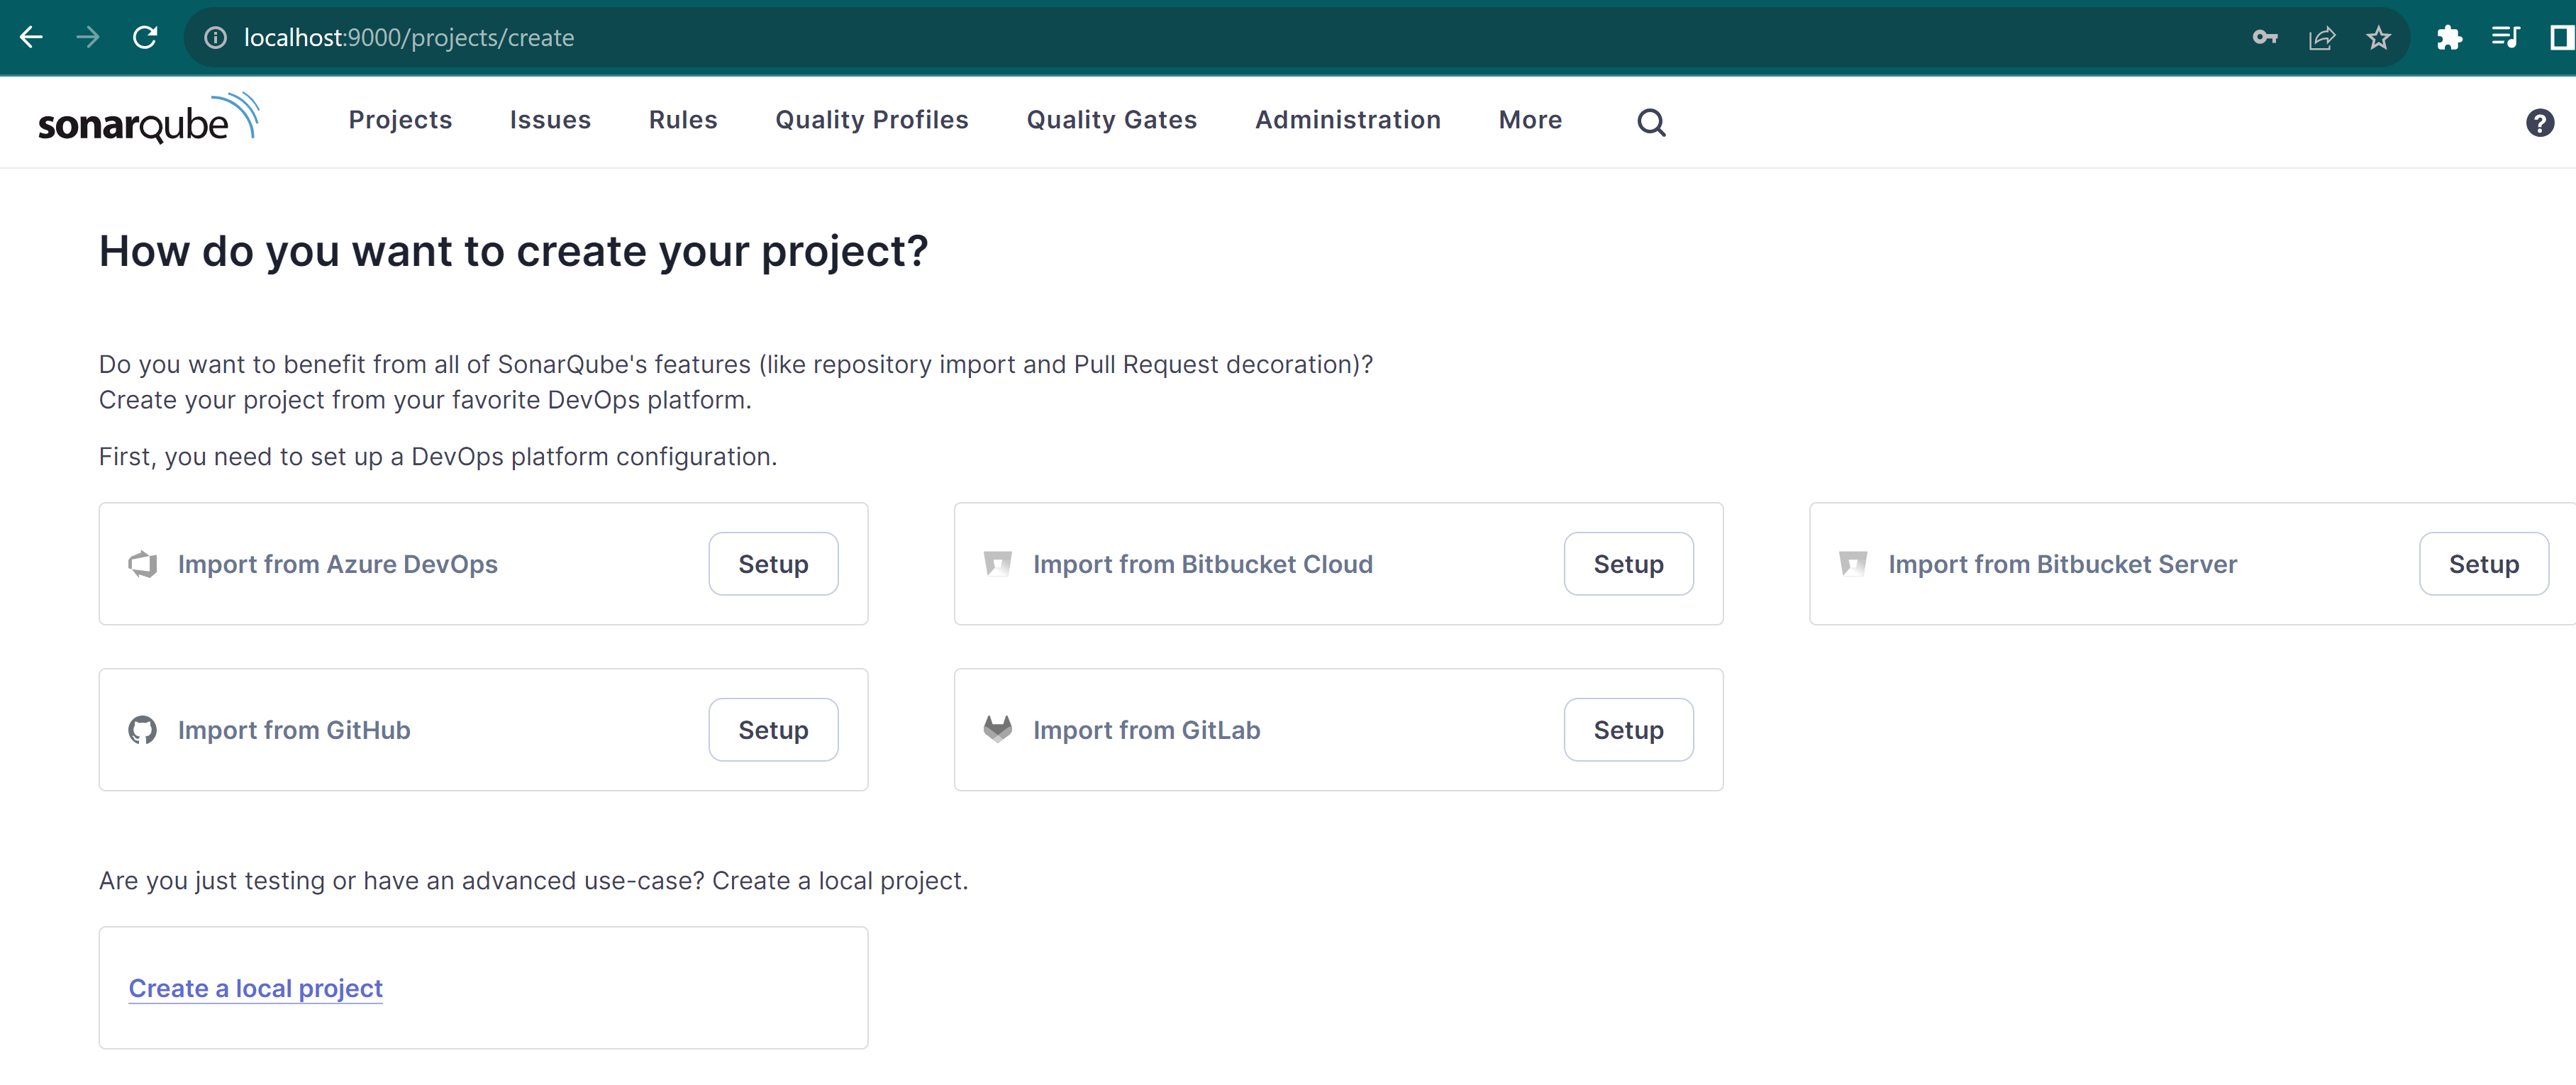 localhost:9000/projects/create
sonarqube Projects Issues Rules Quality Profiles Quality Gates Administration More ?
How do you want to create your project?
Do you want to benefit from all of SonarQube's features (like repository import and Pull Request decoration)?
Create your project from your favorite DevOps platform.
First, you need to set up a DevOps platform configuration.
Import from Azure DevOps Setup Import from Bitbucket Cloud Setup Import from Bitbucket Server Setup
Import from GitHub Setup Import from GitLab Setup
Are you just testing or have an advanced use-case? Create a local project.
Create a local project